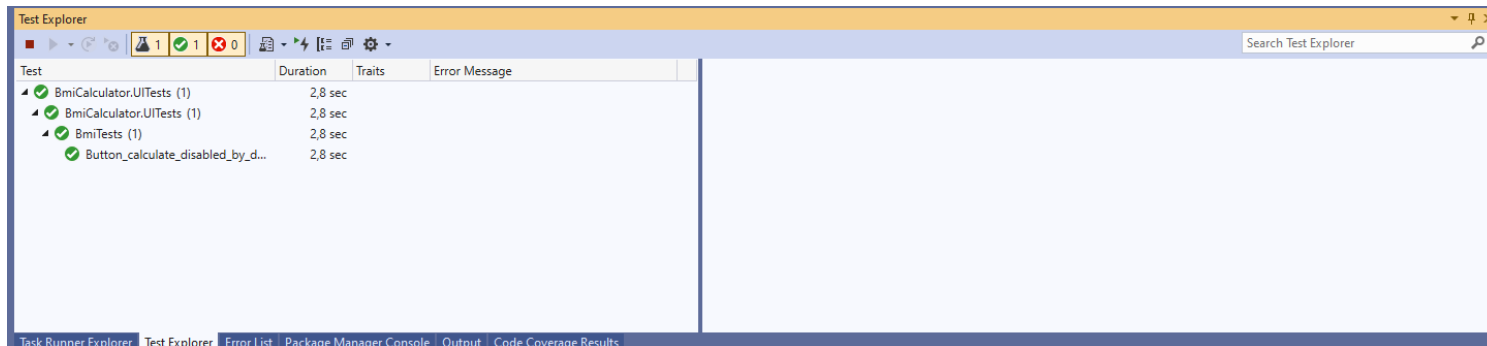 Test Explorer
1 1 0
Search Test Explorer
Test Duration Traits Error Message
BmiCalculator.UITests (1) 2,8 sec
BmiCalculator.UITests (1) 2,8 sec
BmiTests (1) 2,8 sec
Button_calculate_disabled_by_d... 2,8 sec
Task Runner Explorer Test Explorer Error List Package Manager Console Output Code Coverage Results